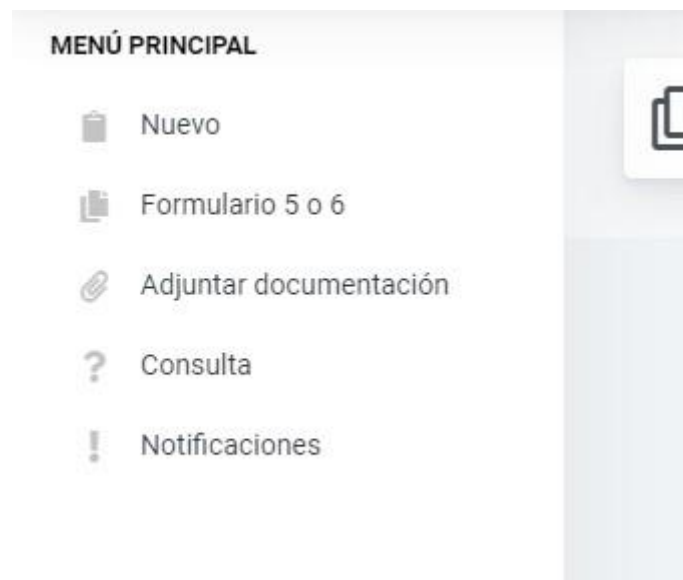 MENÚ PRINCIPAL
Nuevo
Formulario 5 o 6
Adjuntar documentación
Consulta
Notificaciones